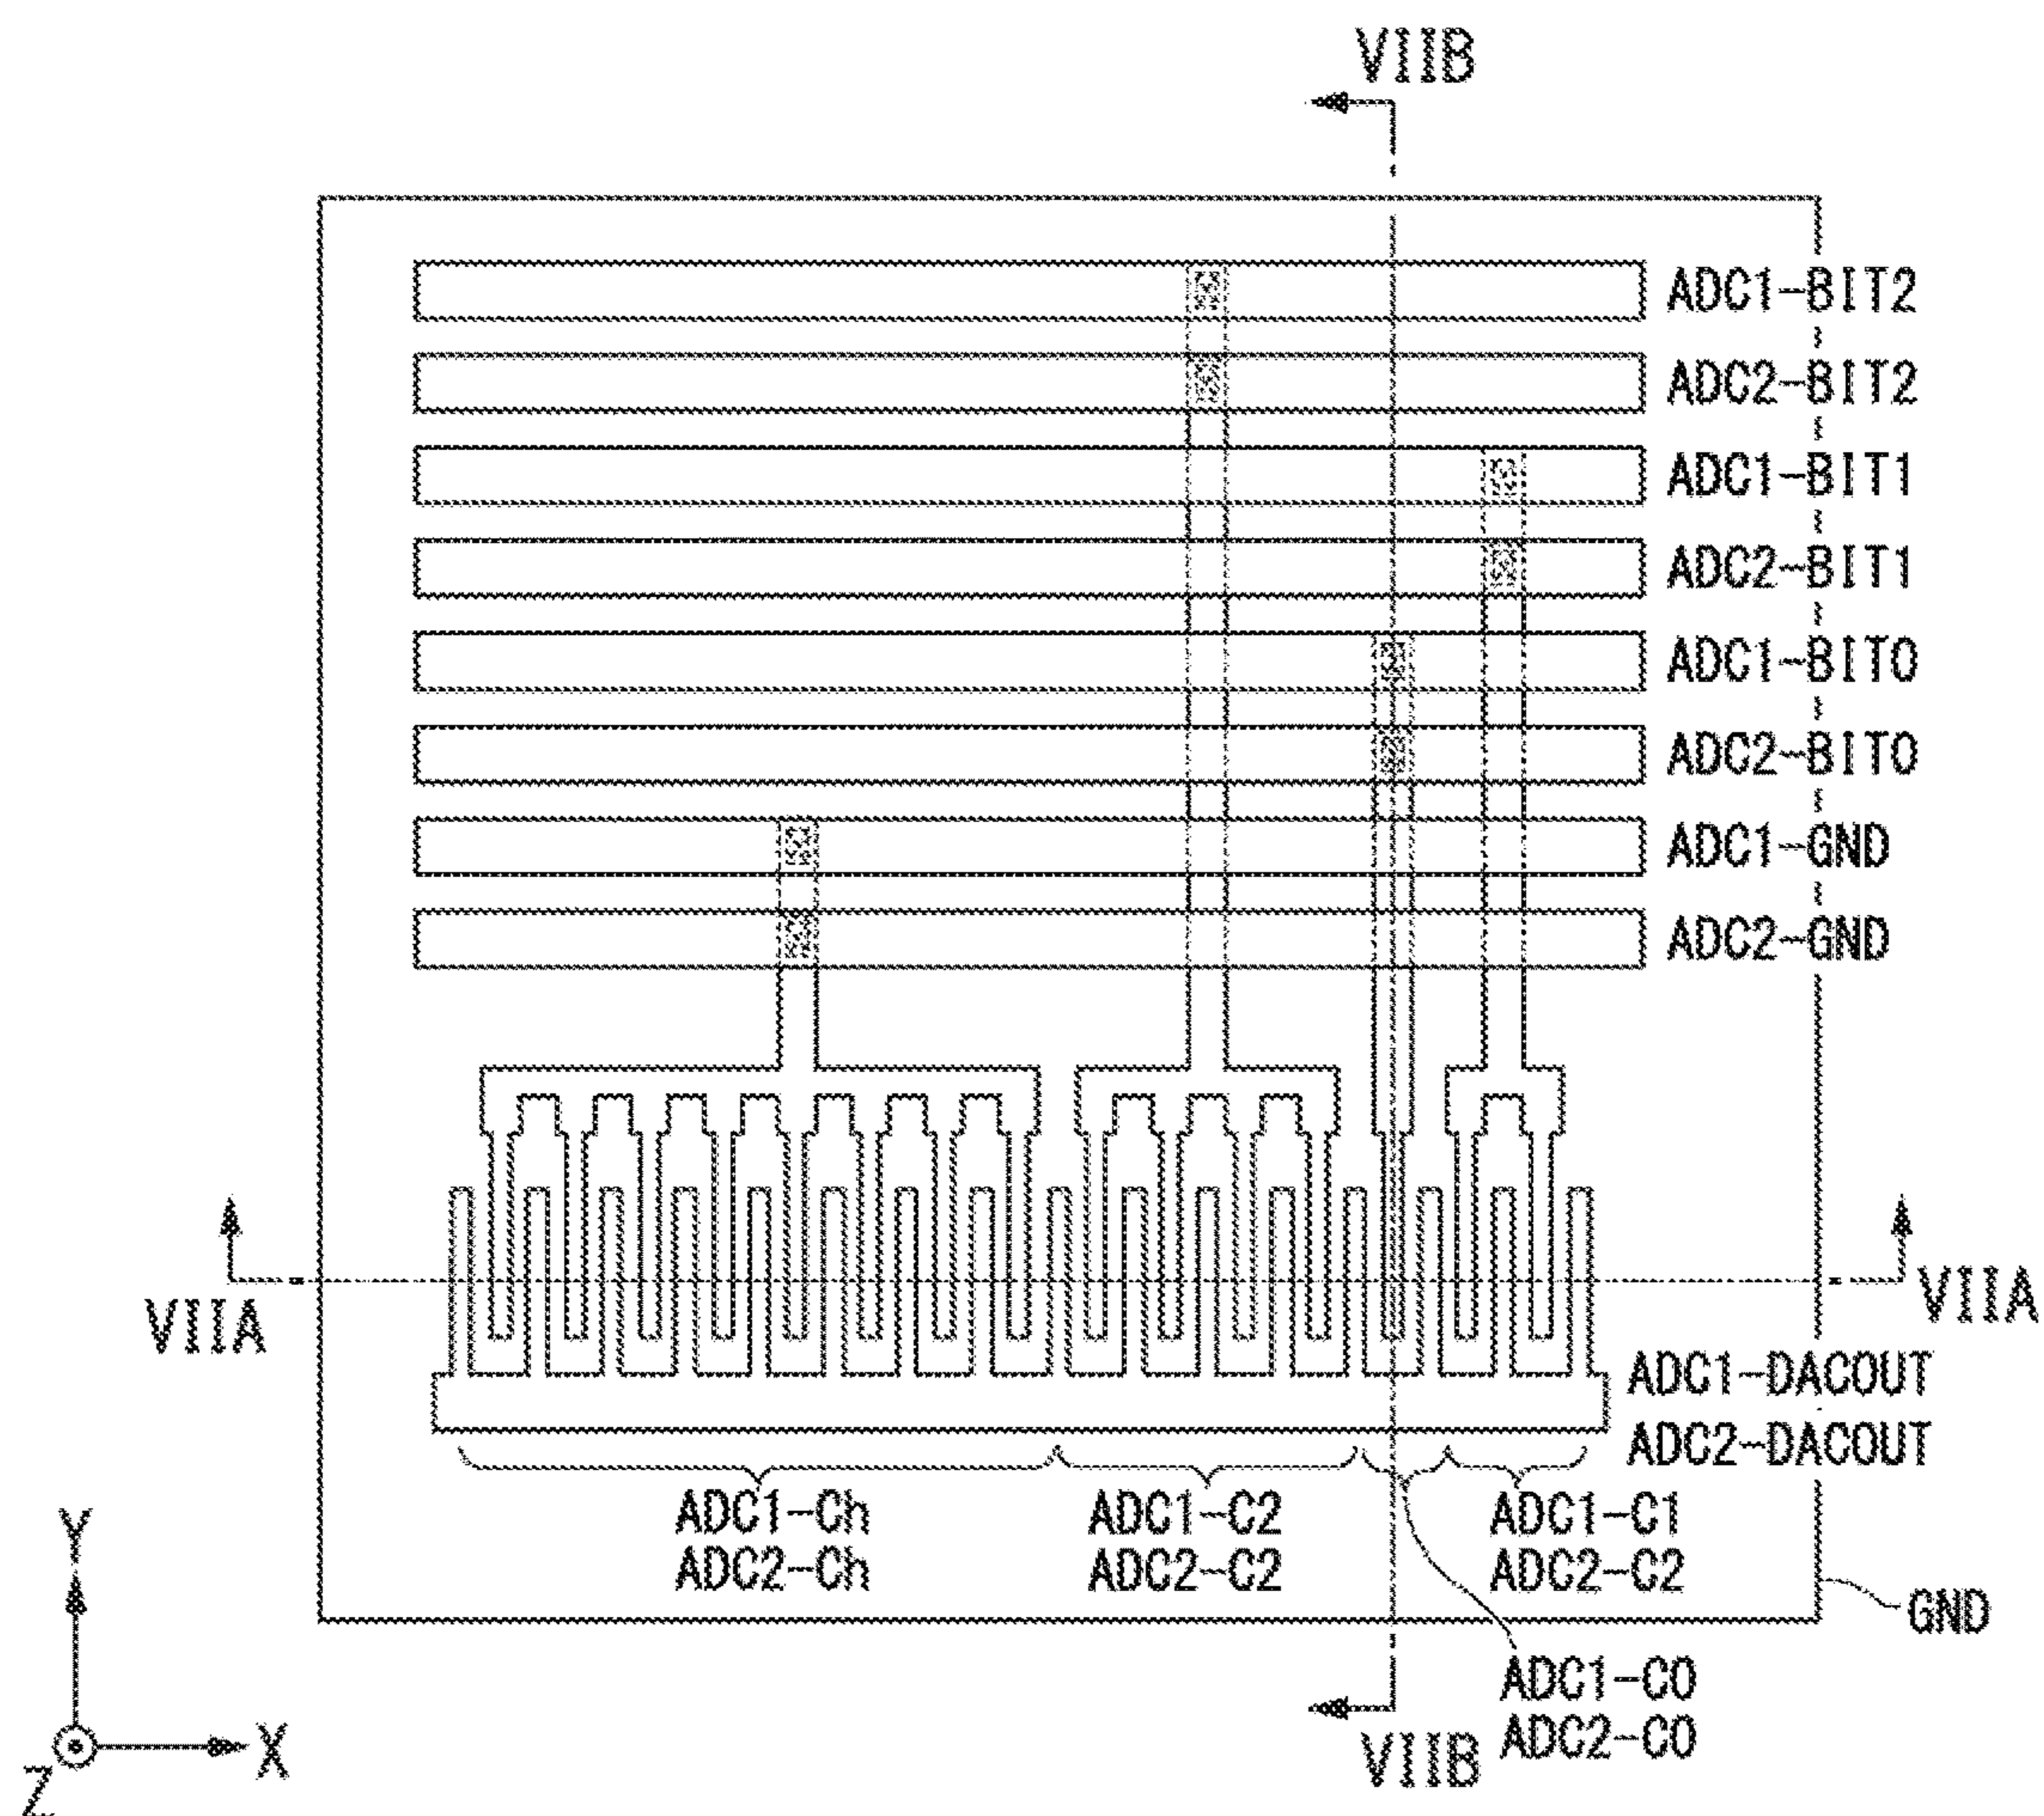 VIIB
ADC1-BIT2
ADC2-BIT2
ADC1-BIT1
ADC2-BIT1
ADC1-BIT0
ADC2-BIT0
ADC1-GND
ADC2-GND
VIIA
VIIA
ADC1-DACOUT
ADC2-DACOUT
ADC1-Ch
ADC2-Ch
ADC1-C2
ADC2-C2
ADC1-C1
ADC2-C2
GND
ADC1-C0
ADC2-C0
VIIB
Y
X
Z